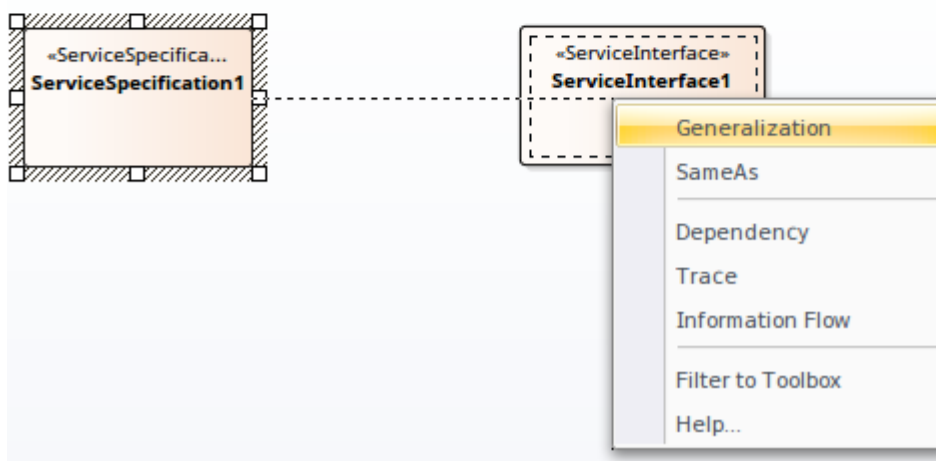 «ServiceSpecifica...
ServiceSpecification1
«ServiceInterface»
ServiceInterface1
Generalization
SameAs
Dependency
Trace
Information Flow
Filter to Toolbox
Help...